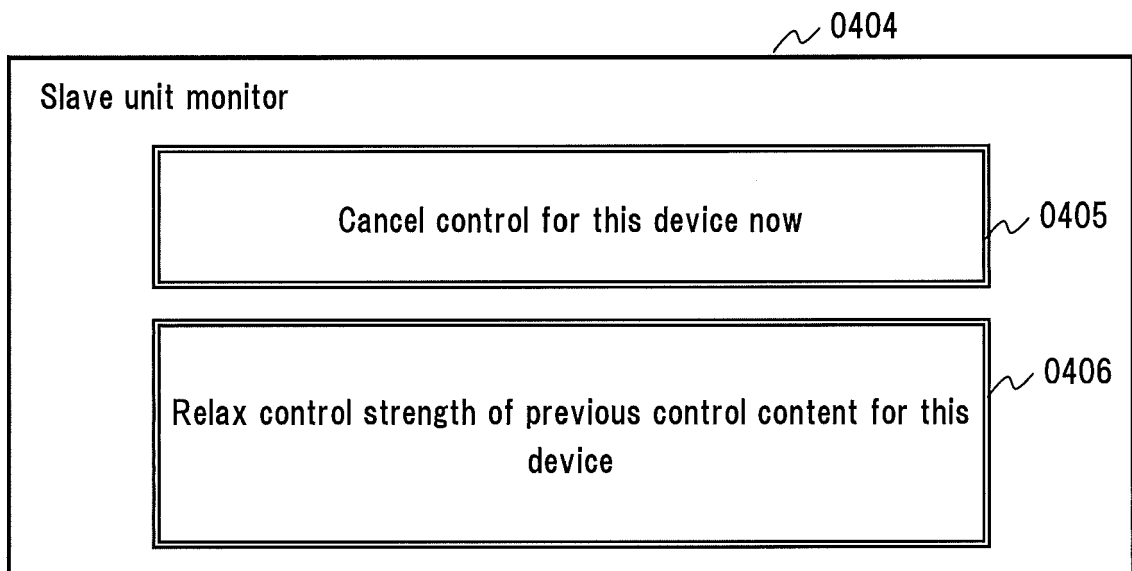 0404
Slave unit monitor
Cancel control for this device now
0405
Relax control strength of previous control content for this
device
0406